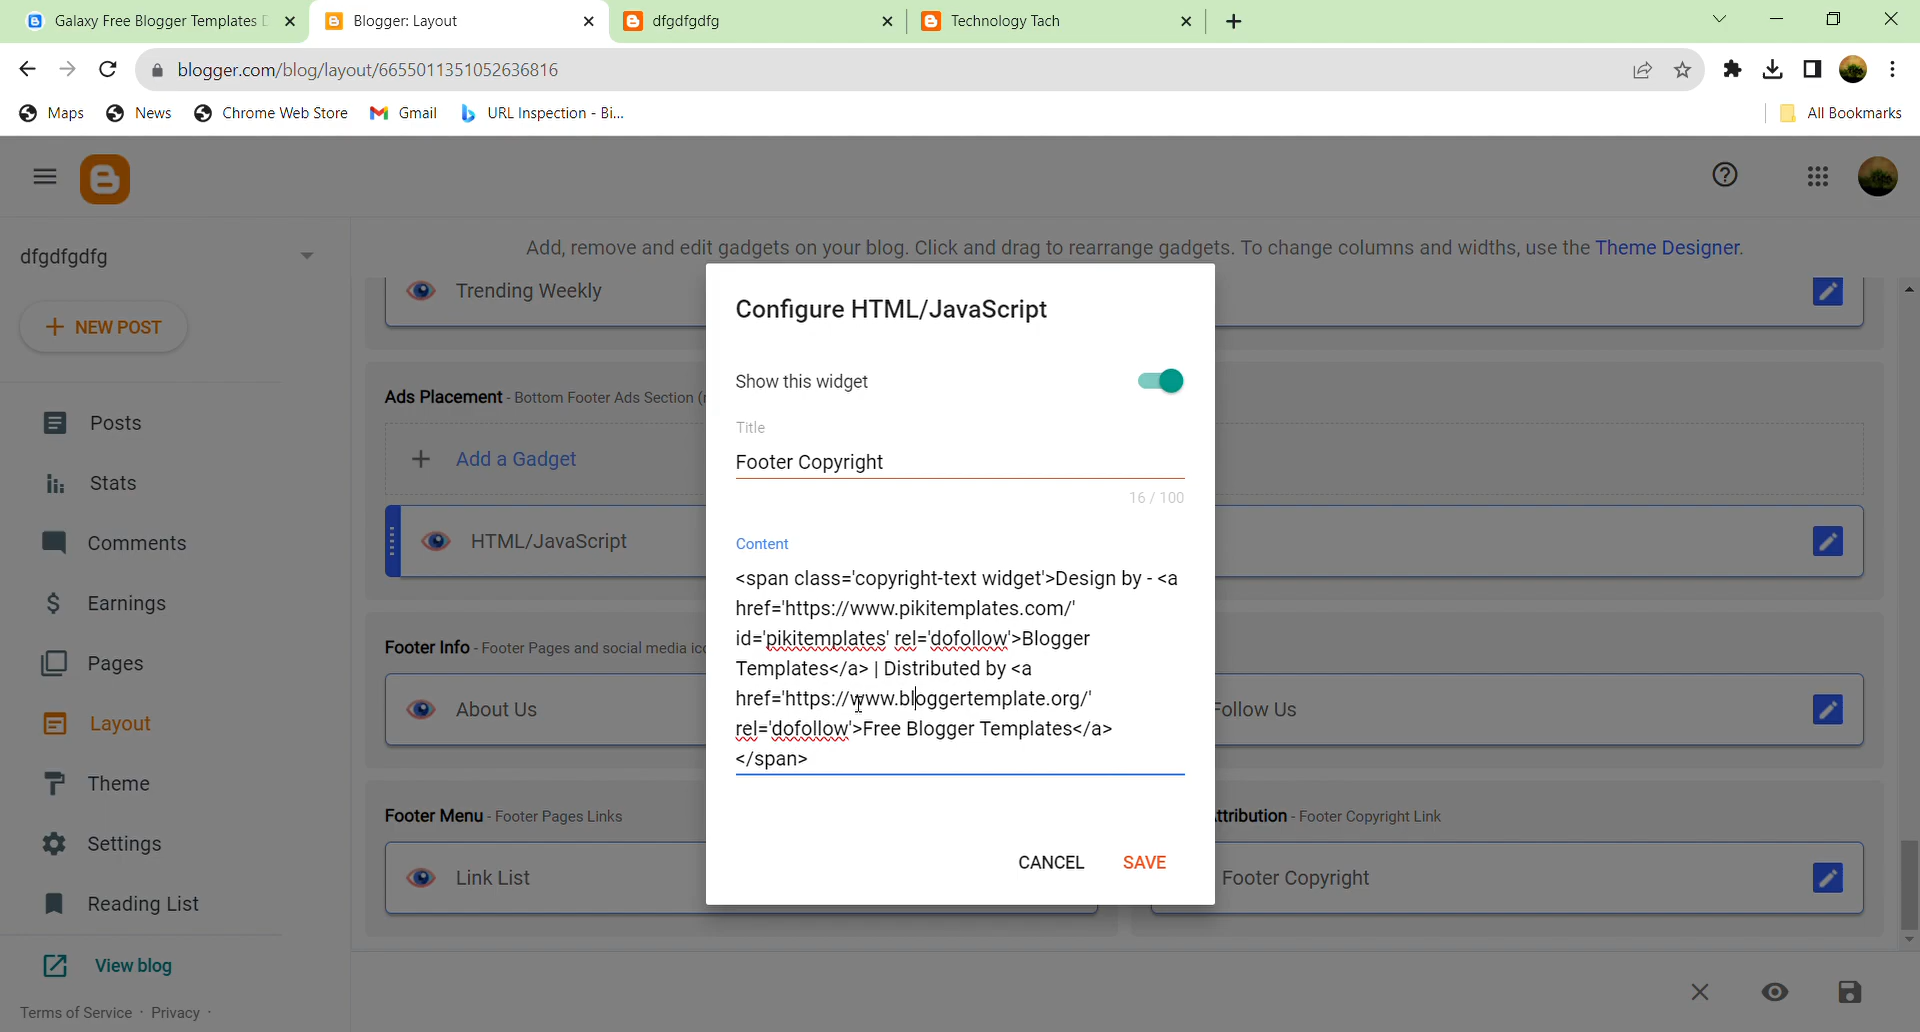 Galaxy Free Blogger Templates D
Blogger: Layout
dfgdfgdfg
Technology Tach
blogger.com/blog/layout/6655011351052636816
Maps
News
Chrome Web Store
Gmail
URL Inspection - Bi...
All Bookmarks
dfgdfgdfg
NEW POST
Posts
Stats
Comments
Earnings
Pages
Layout
Theme
Settings
Reading List
View blog
Terms of Service · Privacy ·
Add, remove and edit gadgets on your blog. Click and drag to rearrange gadgets. To change columns and widths, use the Theme Designer.
Trending Weekly
Ads Placement - Bottom Footer Ads Section (
Add a Gadget
HTML/JavaScript
Footer Info - Footer Pages and social media
About Us
Follow Us
Footer Menu - Footer Pages Links
ttribution - Footer Copyright Link
Link List
Footer Copyright
Configure HTML/JavaScript
Show this widget
Title
Footer Copyright
16 / 100
Content
<span class='copyright-text widget'>Design by - <a
href='https://www.pikitemplates.com/'
id='pikitemplates' rel='dofollow'>Blogger
Templates</a> | Distributed by <a
href='https://www.bloggertemplate.org/'
rel='dofollow'>Free Blogger Templates</a>
</span>
CANCEL
SAVE